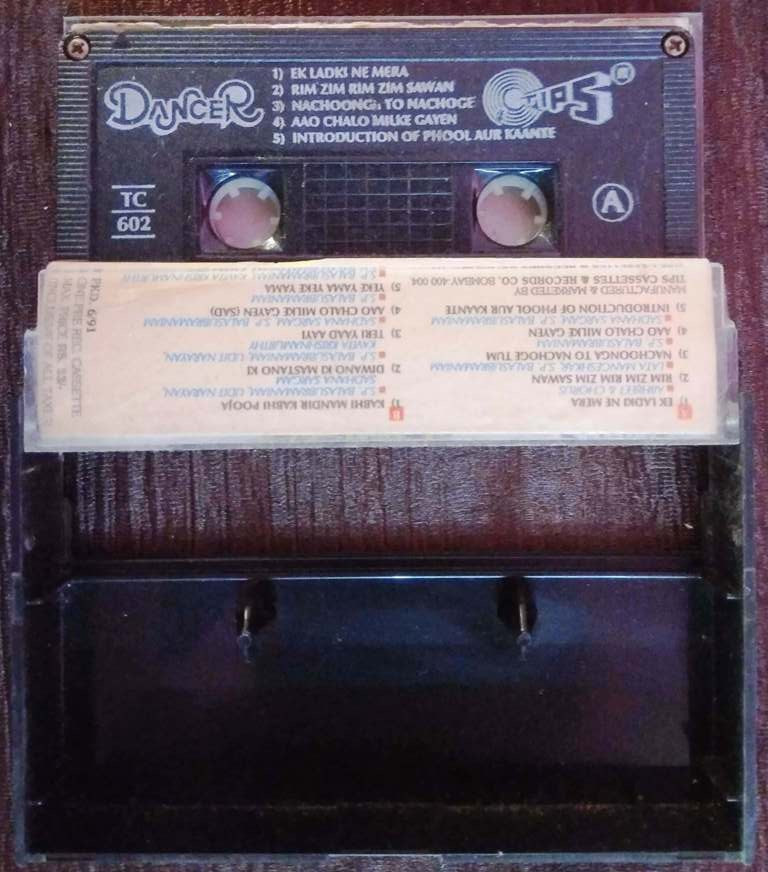 DANCER
1) EK LADKI NE MERA
2) RIM ZIM RIM ZIM SAWAN
3) NACHOONGA TO NACHOGE
4) AAO CHALO MILKE GAYEN
5) INTRODUCTION OF PHOOL AUR KAANTE
TIPS
TC
602
A
A
1) EK LADKI NE MERA
ABHIJEET & CHORUS
2) RIM ZIM RIM ZIM SAWAN
LATA MANGESHKAR, S.P. BALASUBRAMANIAM
3) NACHOONGA TO NACHOGE TUM
S.P. BALASUBRAMANIAM
4) AAO CHALO MILKE GAYEN
SADHANA SARGAM, S.P. BALASUBRAMANIAM
5) INTRODUCTION OF PHOOL AUR KAANTE
MANUFACTURED & MARKETED BY
TIPS CASSETTES & RECORDS CO. BOMBAY-400 004
B
1) KABHI MANDIR KABHI POOJA
S.P. BALASUBRAMANIAM, UDIT NARAYAN,
SADHANA SARGAM
2) DIWANO KI MASTANO KI
S.P. BALASUBRAMANIAM, UDIT NARAYAN,
KAVITA KRISHNAMURTHY
3) TERI YAAD AAYI
SADHANA SARGAM, S.P. BALASUBRAMANIAM
4) AAO CHALO MILKE GAYEN (SAD)
S.P. BALASUBRAMANIAM
5) YEKE YAMA YEKE YAMA
S.P. BALASUBRAMANIAM, KAVITA KRISHNAMURTHY
PKD. 6-91
ONE PRE REC. CASSETTE
MAX. PRICE RS.
ALL TAXES